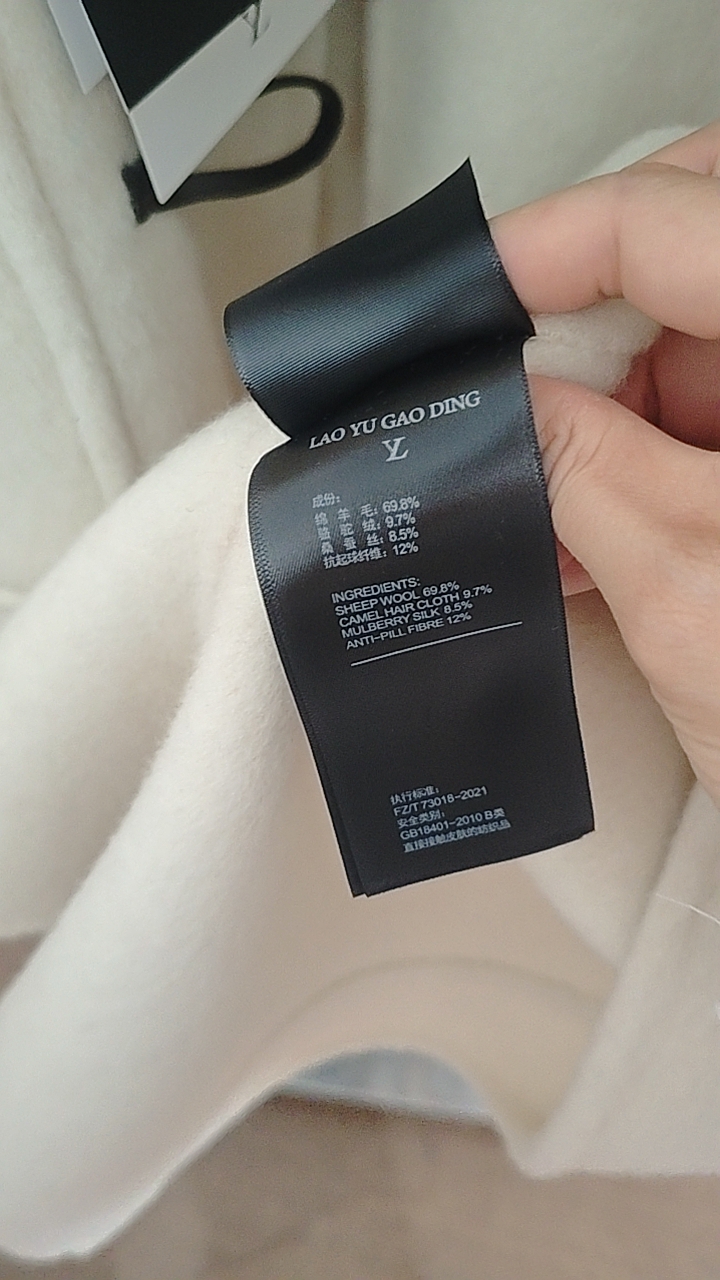 LAO YU GAO DING
YL
成份:
绵 羊 毛: 69.8%
骆 驼 绒: 9.7%
桑 蚕 丝: 8.5%
抗起球纤维: 12%
INGREDIENTS:
SHEEP WOOL 69.8%
CAMEL HAIR CLOTH 9.7%
MULBERRY SILK 8.5%
ANTI-PILL FIBRE 12%
执行标准:
FZ/T 73018-2021
安全类别:
GB18401-2010 B类
直接接触皮肤的纺织品